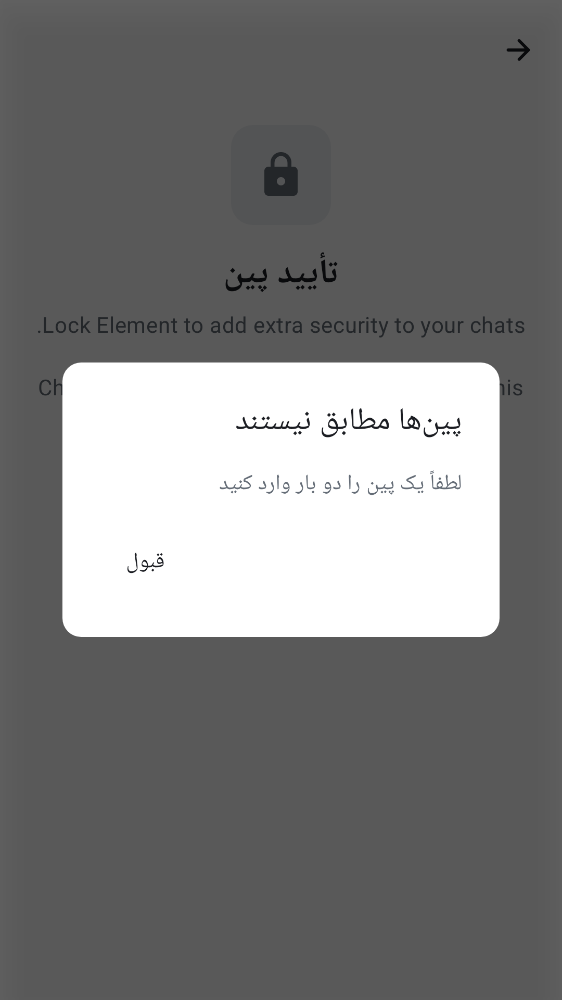 تأیید پین
Lock Element to add extra security to your chats.
Ch his
پین‌ها مطابق نیستند
لطفاً یک پین را دو بار وارد کنید
قبول